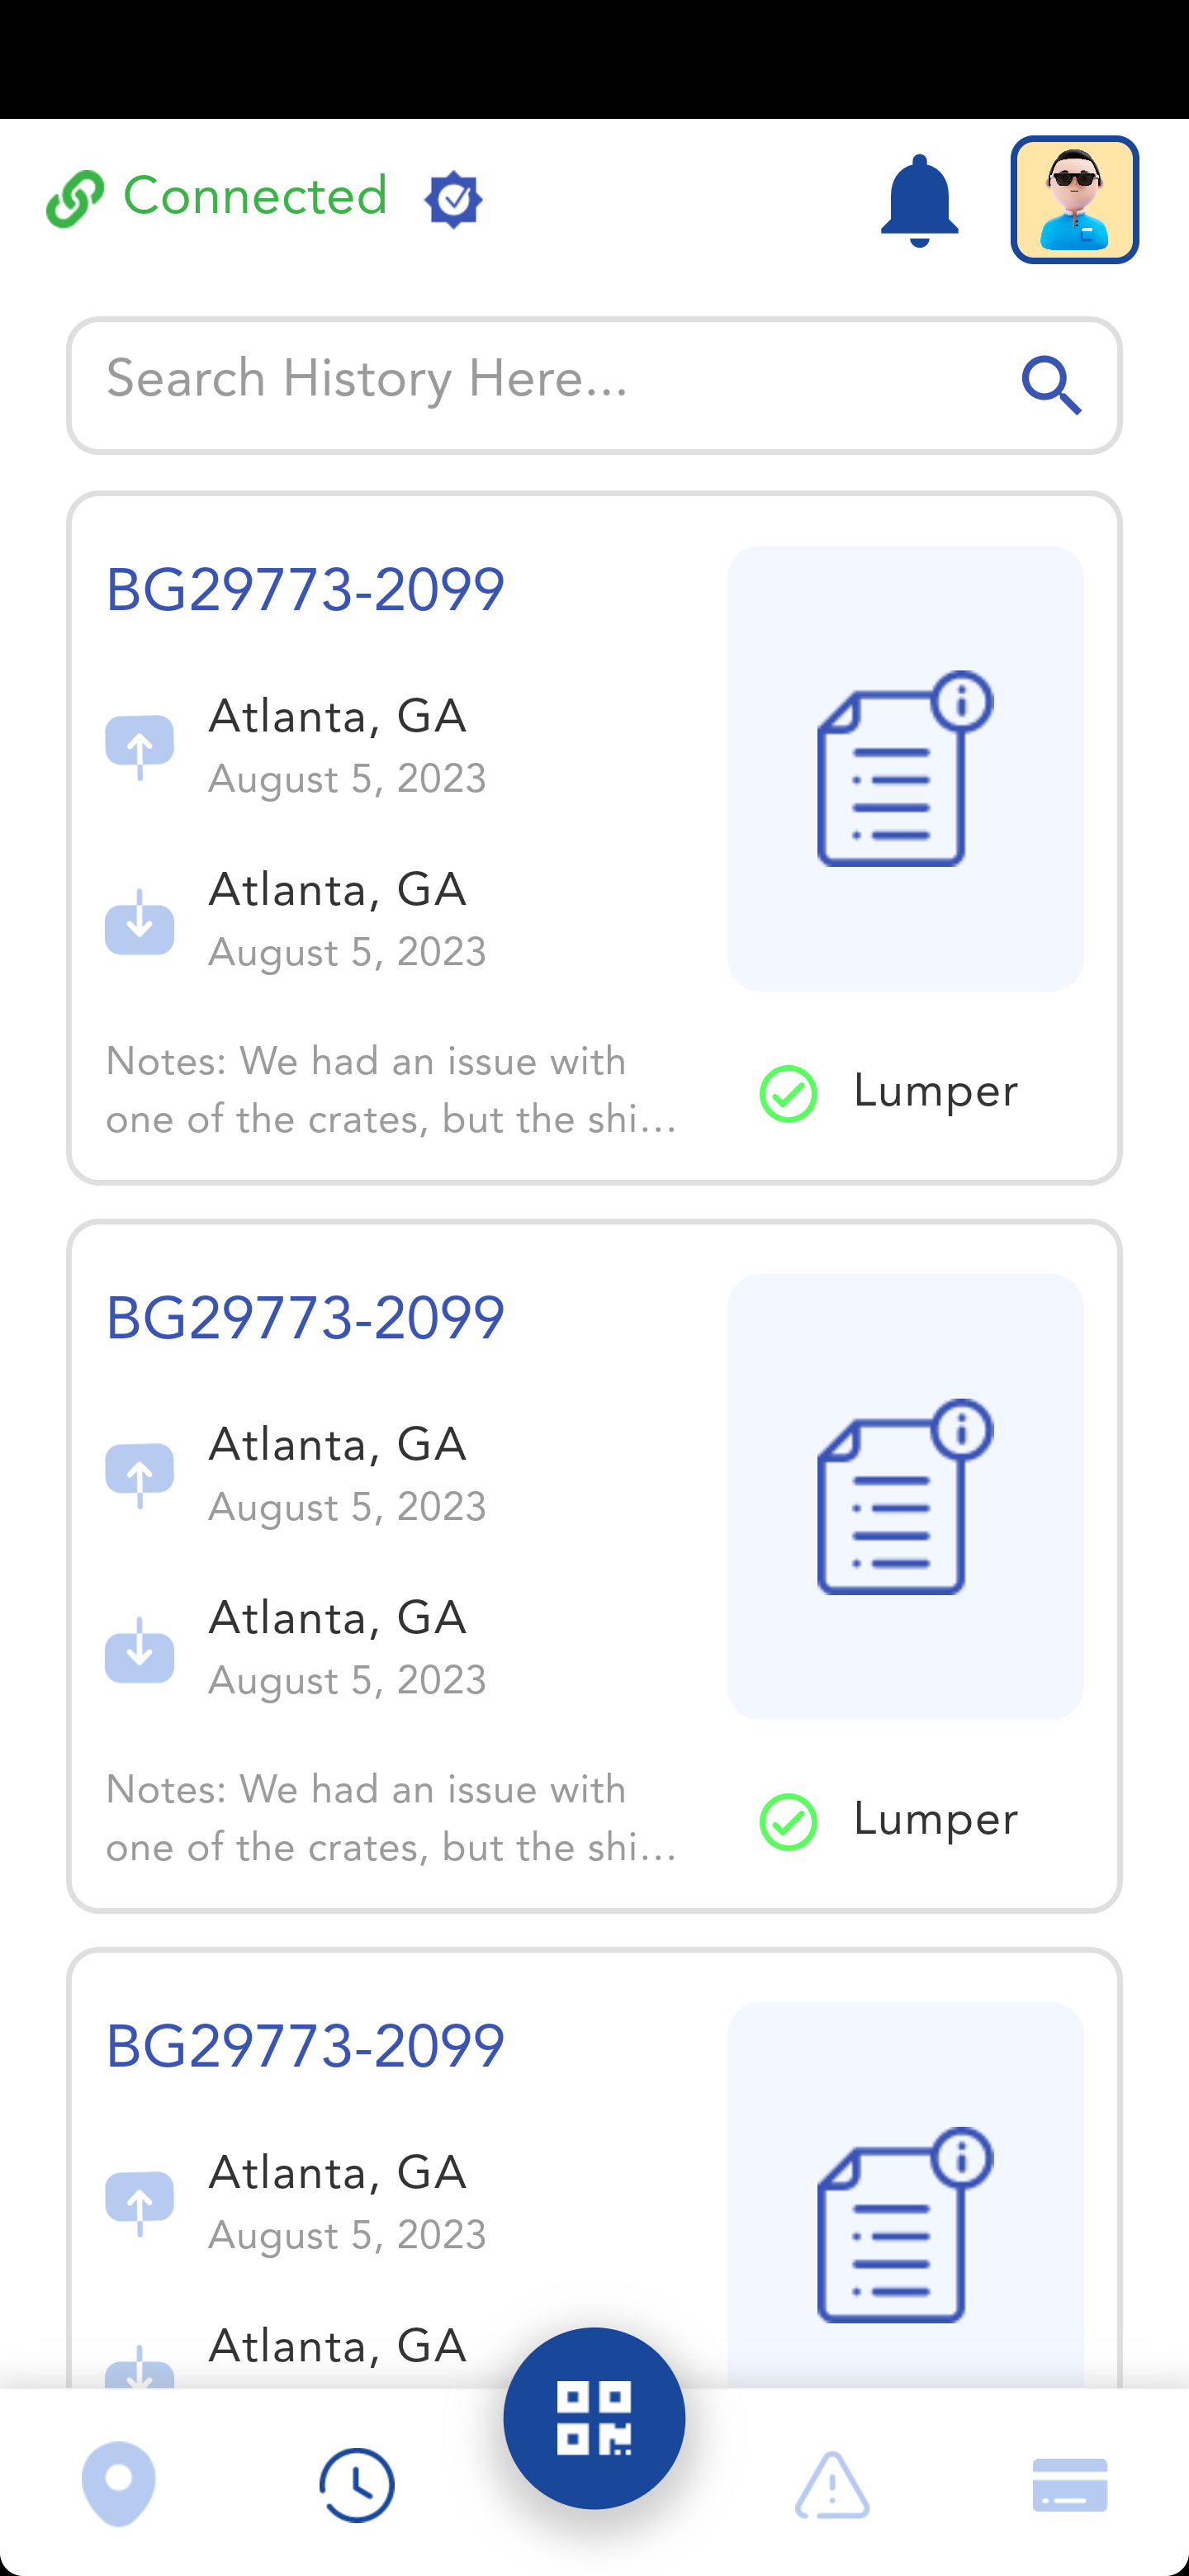 Connected
Search History Here...
BG29773-2099
Atlanta, GA
August 5, 2023
Atlanta, GA
August 5, 2023
Notes: We had an issue with
one of the crates, but the shi...
Lumper
BG29773-2099
Atlanta, GA
August 5, 2023
Atlanta, GA
August 5, 2023
Notes: We had an issue with
one of the crates, but the shi...
Lumper
BG29773-2099
Atlanta, GA
August 5, 2023
Atlanta, GA